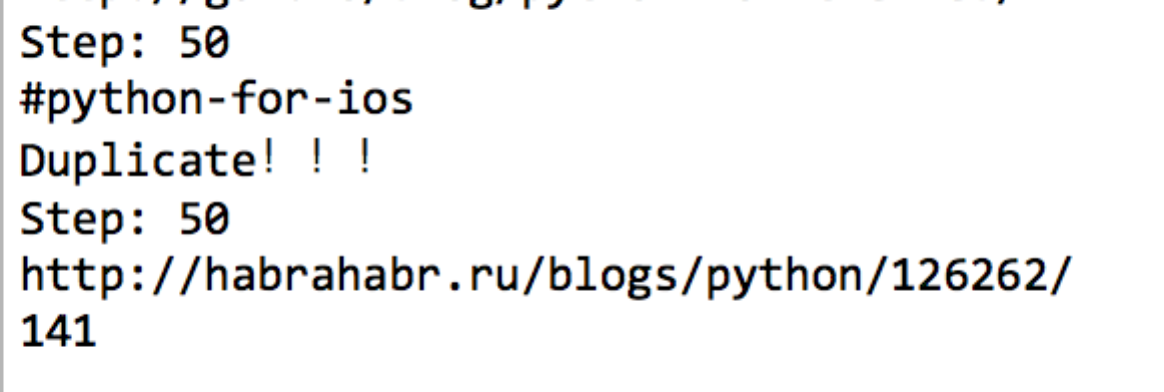 Step: 50
#python-for-ios
Duplicate！！！
Step: 50
http://habrahabr.ru/blogs/python/126262/
141